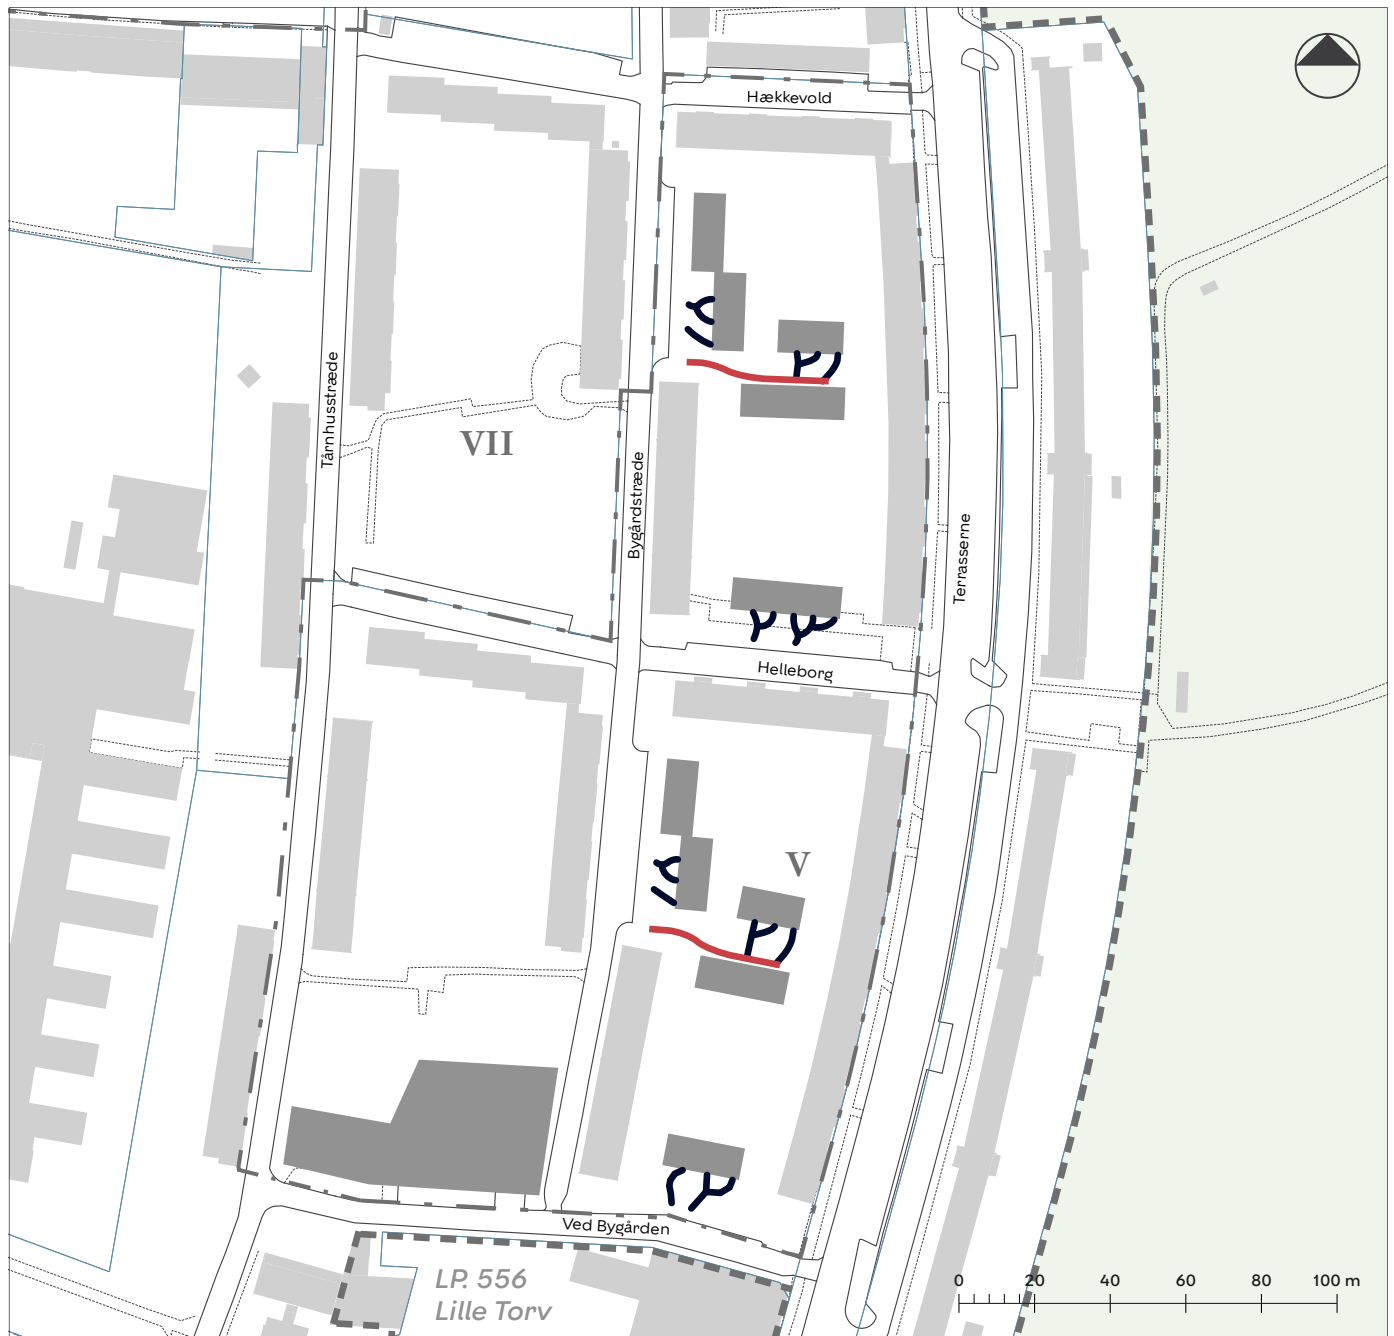 Hækkevold
Tårnhusstræde
VII
Bygårdstræde
Terrasserne
Helleborg
V
Ved Bygården
LP. 556
Lille Torv
0 20 40 60 80 100 m